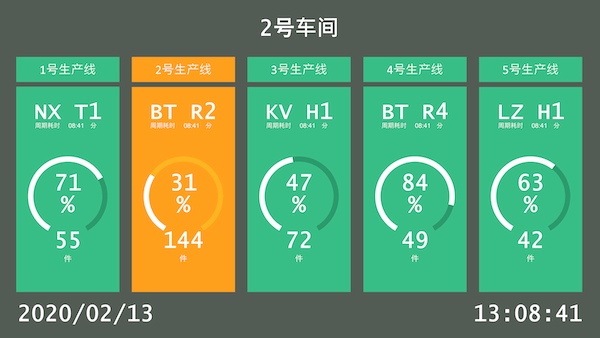 2号车间
1号生产线
NX T1
周期耗时 08:41 分
71
%
55
件
2号生产线
BT R2
周期耗时 08:41 分
31
%
144
件
3号生产线
KV H1
周期耗时 08:41 分
47
%
72
件
4号生产线
BT R4
周期耗时 08:41 分
84
%
49
件
5号生产线
LZ H1
周期耗时 08:41 分
63
%
42
件
2020/02/13
13:08:41